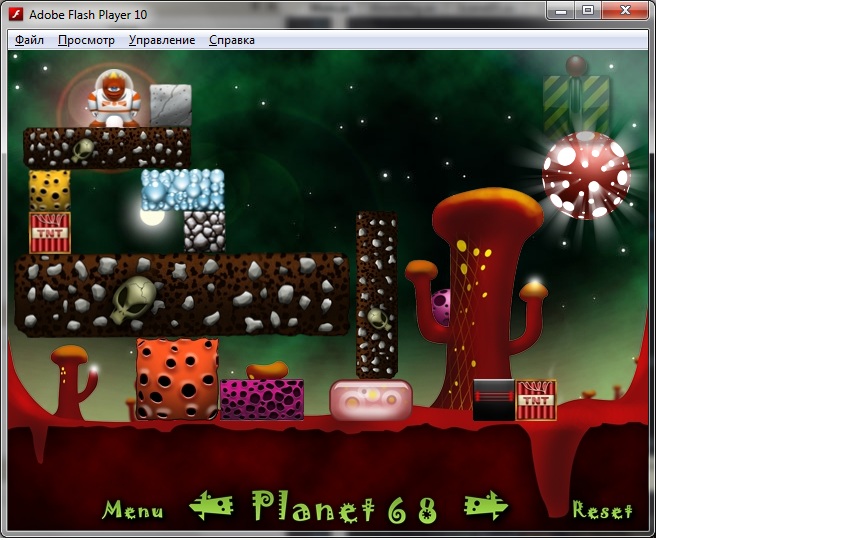 Adobe Flash Player 10
Файл Просмотр Управление Справка
TNT
TNT
Menu Planet 68 Reset